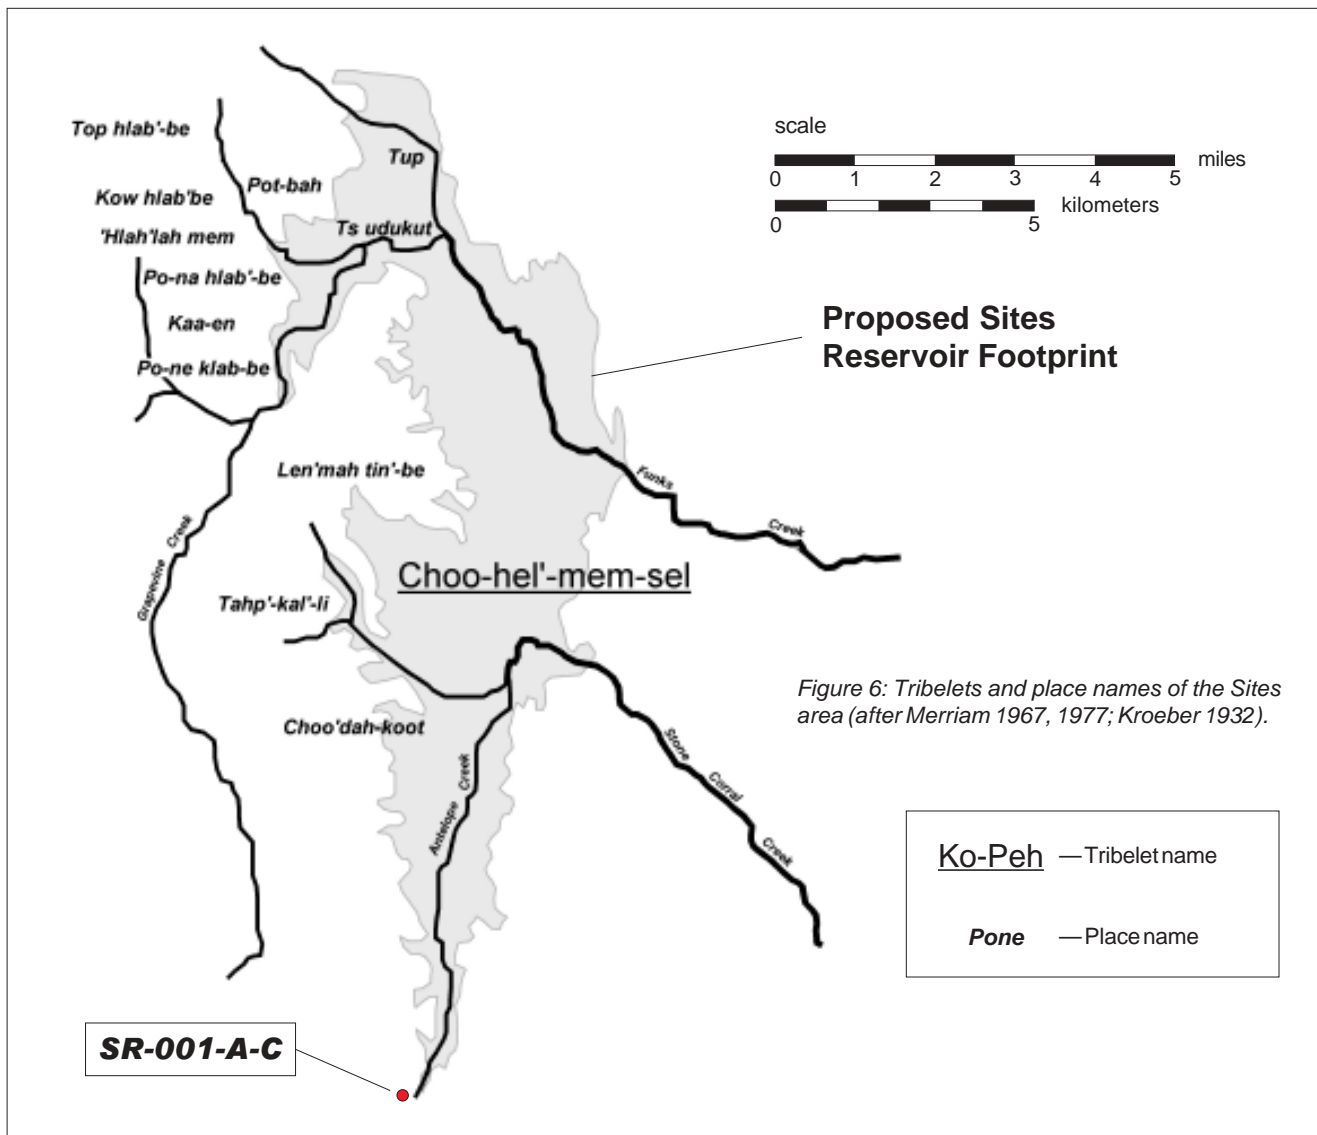 scale
miles
0 1 2 3 4 5
kilometers
0 5
Top hlab'-be
Tup
Pot-bah
Kow hlab'be
'Hlah'lah mem
Ts udukut
Po-na hlab'-be
Kaa-en
Po-ne klab-be
Proposed Sites
Reservoir Footprint
Len'mah tin'-be
Funks
Creek
Grapevine Creek
Choo-hel'-mem-sel
Tahp'-kal'-li
Choo'dah-koot
Antelope Creek
Stone
Corral
Creek
Figure 6: Tribelets and place names of the Sites
area (after Merriam 1967, 1977; Kroeber 1932).
Ko-Peh — Tribelet name
Pone — Place name
SR-001-A-C